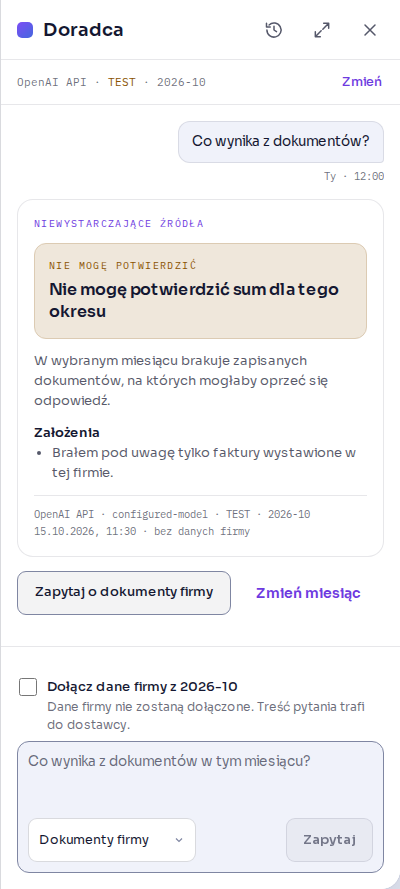 Doradca
OpenAI API · TEST · 2026-10
Zmień
Co wynika z dokumentów?
Ty · 12:00
NIEWYSTARCZAJĄCE ŹRÓDŁA
NIE MOGĘ POTWIERDZIĆ
Nie mogę potwierdzić sum dla tego
okresu
W wybranym miesiącu brakuje zapisanych
dokumentów, na których mogłaby oprzeć się
odpowiedź.
Założenia
• Brałem pod uwagę tylko faktury wystawione w
tej firmie.
OpenAI API · configured-model · TEST · 2026-10
15.10.2026, 11:30 · bez danych firmy
Zapytaj o dokumenty firmy
Zmień miesiąc
Dołącz dane firmy z 2026-10
Dane firmy nie zostaną dołączone. Treść pytania trafi
do dostawcy.
Co wynika z dokumentów w tym miesiącu?
Dokumenty firmy
Zapytaj